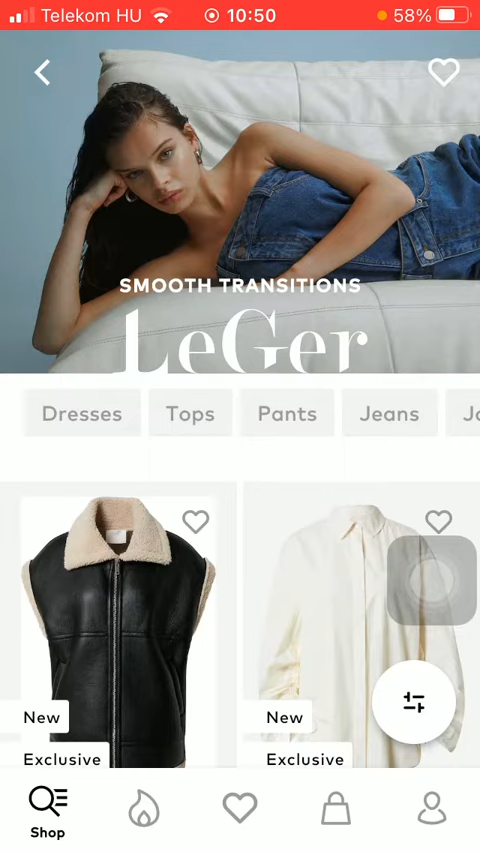 Telekom HU 10:50 58%
SMOOTH TRANSITIONS
LeGer
Dresses Tops Pants Jeans
New New
Exclusive Exclusive
Shop